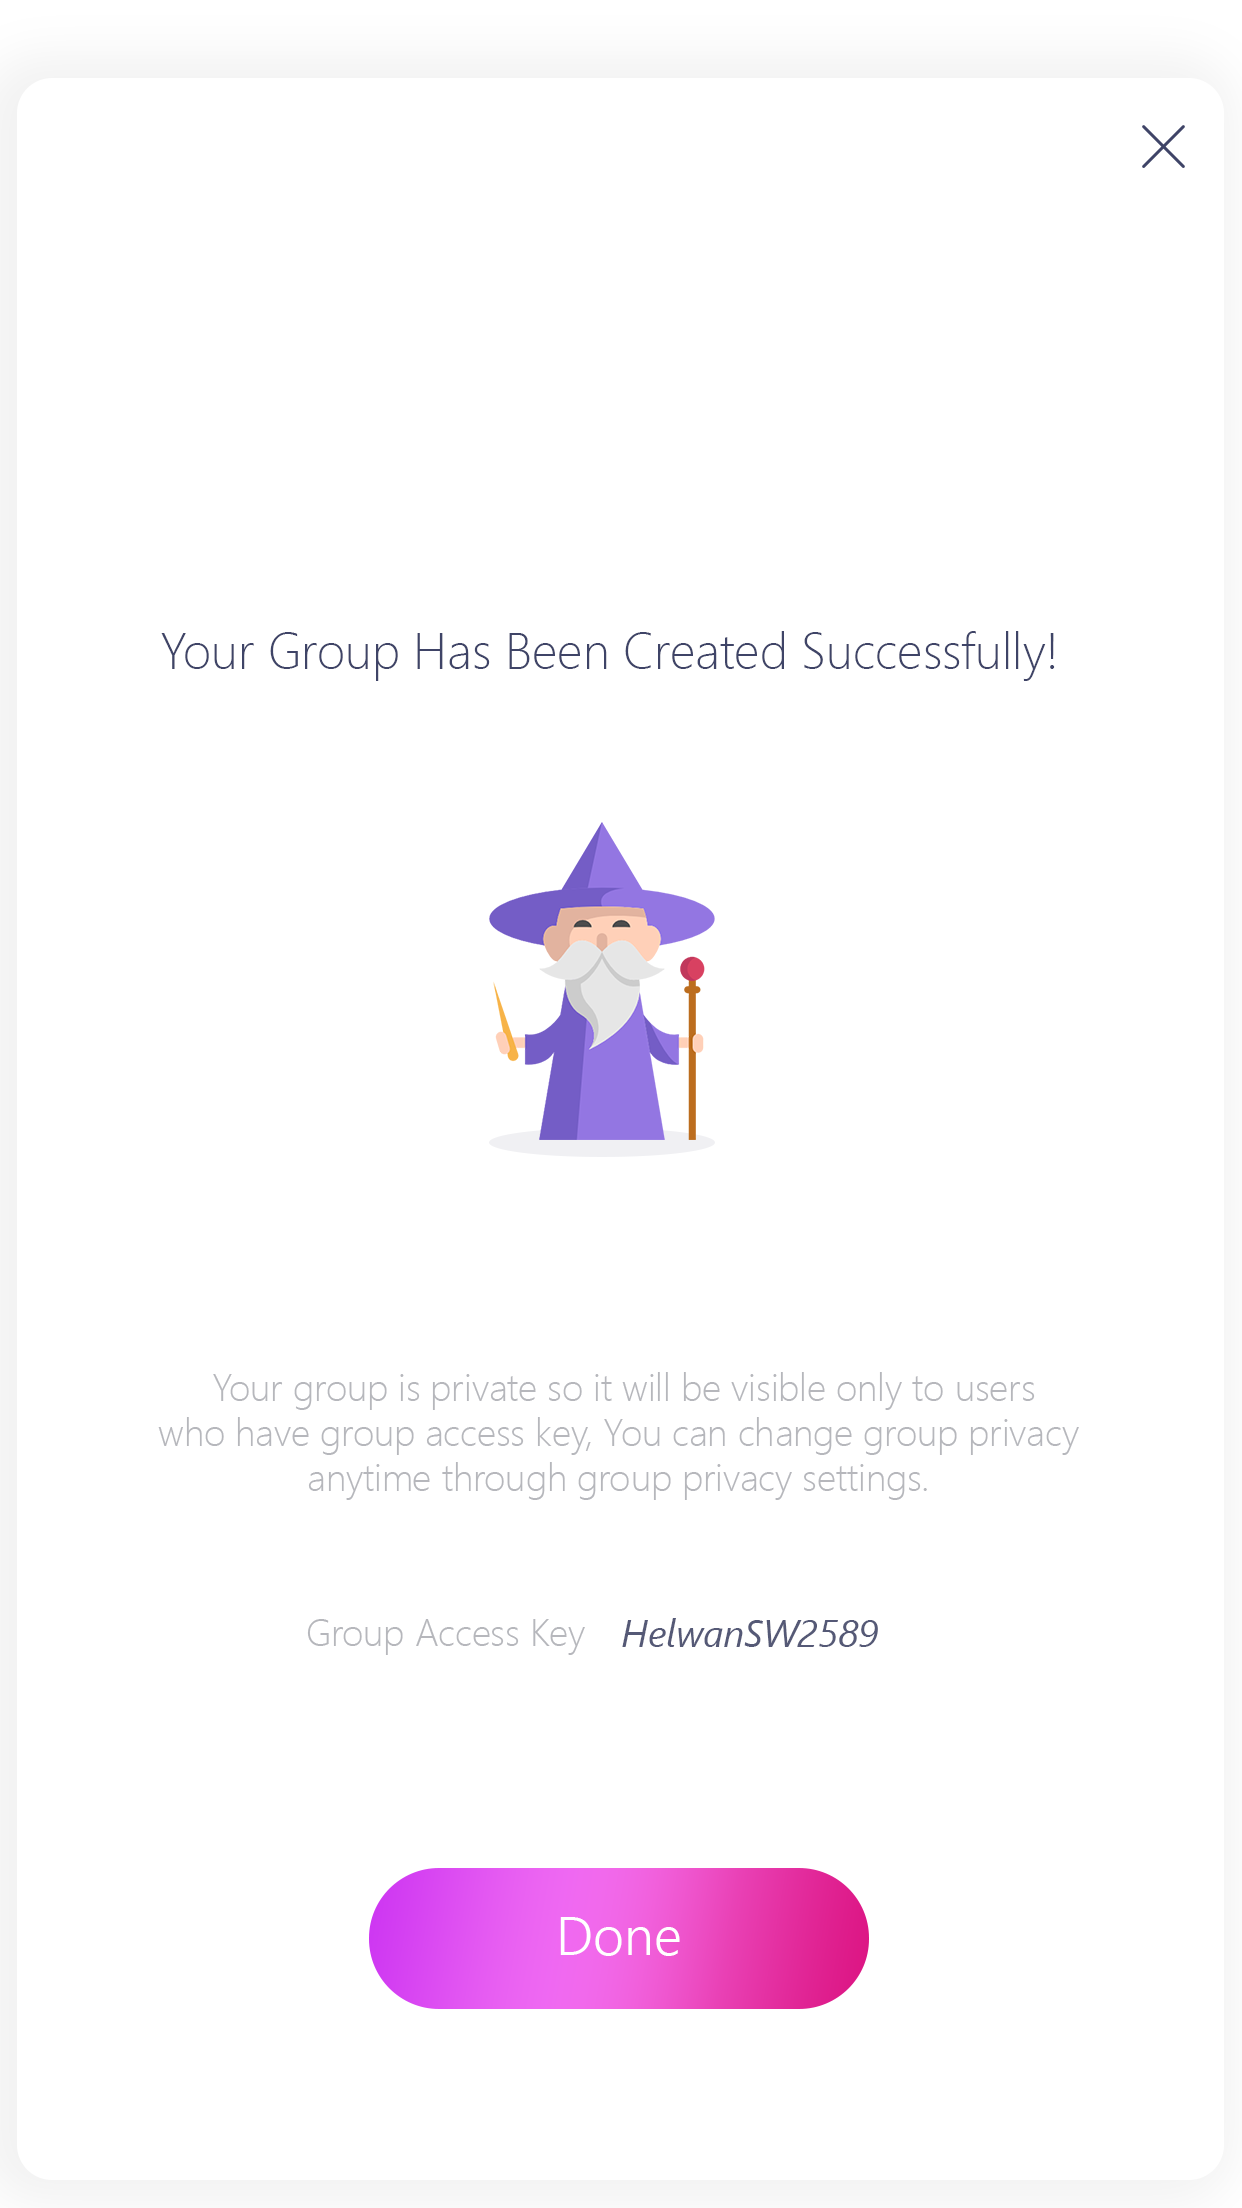 Your Group Has Been Created Successfully!
Your group is private so it will be visible only to users
who have group access key, You can change group privacy
anytime through group privacy settings.
Group Access Key HelwanSW2589
Done